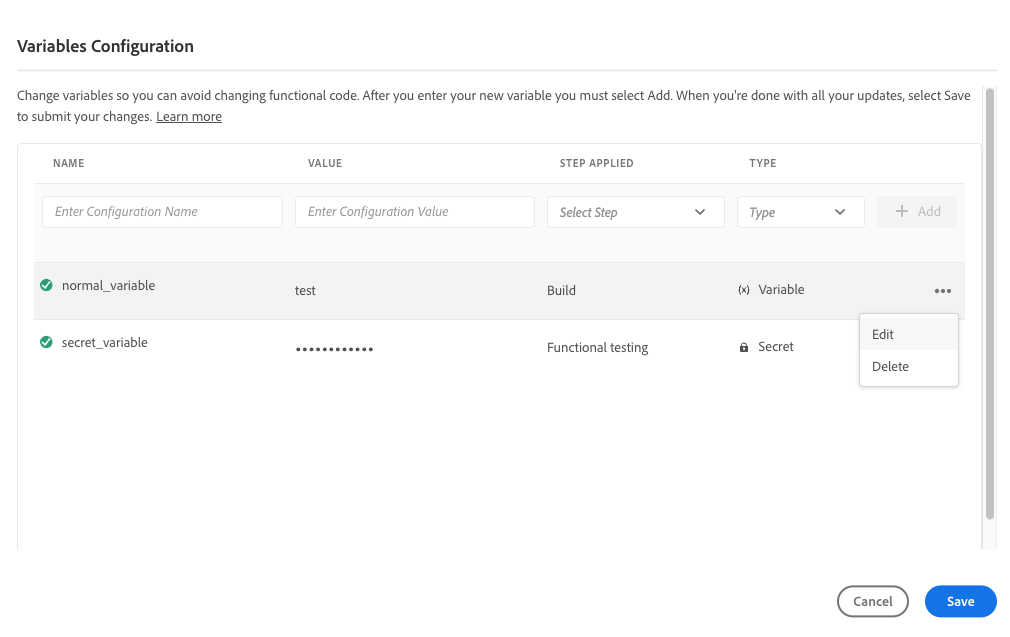 Variables Configuration
Change variables so you can avoid changing functional code. After you enter your new variable you must select Add. When you're done with all your updates, select Save
to submit your changes. Learn more
NAME VALUE STEP APPLIED TYPE
Enter Configuration Name Enter Configuration Value Select Step Type + Add
normal_variable test Build (x) Variable •••
secret_variable •••••••••••• Functional testing Secret
Edit
Delete
Cancel Save